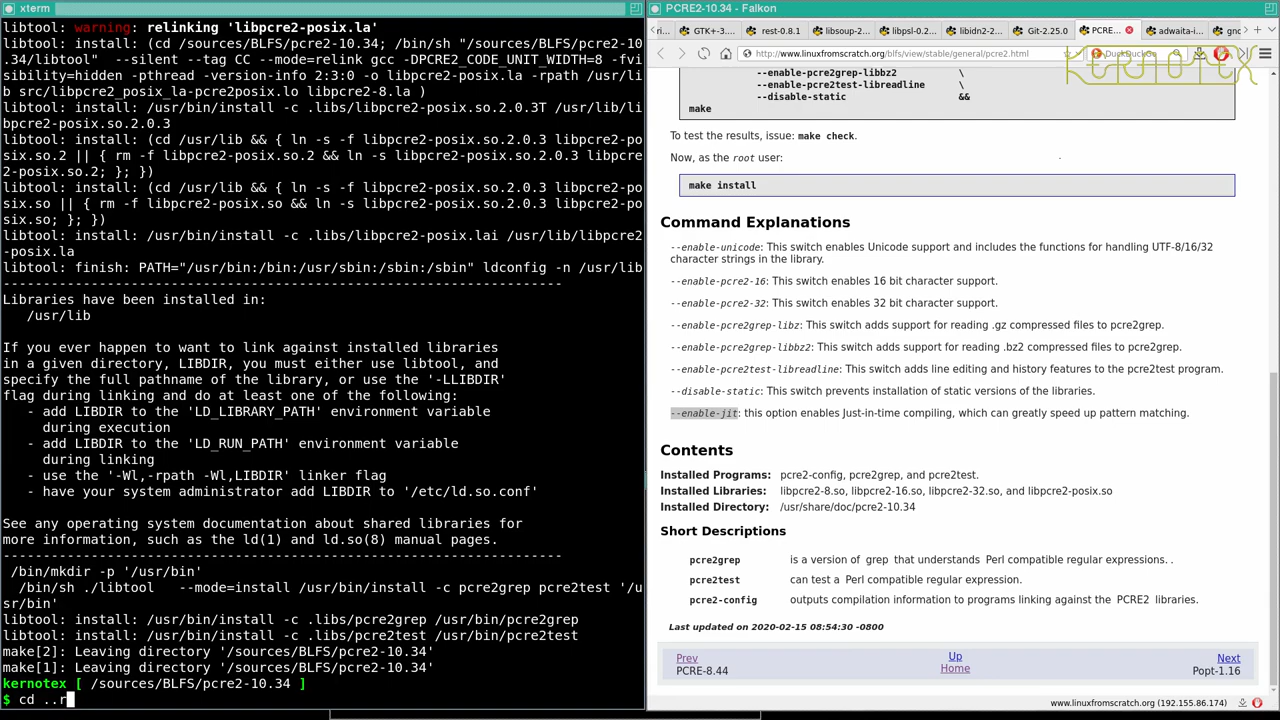 xterm
libtool: warning: relinking 'libpcre2-posix.la'
libtool: install: (cd /sources/BLFS/pcre2-10.34; /bin/sh "/sources/BLFS/pcre2-10
.34/libtool"  --silent --tag CC --mode=relink gcc -DPCRE2_CODE_UNIT_WIDTH=8 -fvi
sibility=hidden -pthread -version-info 2:3:0 -o libpcre2-posix.la -rpath /usr/li
b src/libpcre2_posix_la-pcre2posix.lo libpcre2-8.la )
libtool: install: /usr/bin/install -c .libs/libpcre2-posix.so.2.0.3T /usr/lib/li
bpcre2-posix.so.2.0.3
libtool: install: (cd /usr/lib && { ln -s -f libpcre2-posix.so.2.0.3 libpcre2-po
six.so.2 || { rm -f libpcre2-posix.so.2 && ln -s libpcre2-posix.so.2.0.3 libpcre
2-posix.so.2; }; })
libtool: install: (cd /usr/lib && { ln -s -f libpcre2-posix.so.2.0.3 libpcre2-po
six.so || { rm -f libpcre2-posix.so && ln -s libpcre2-posix.so.2.0.3 libpcre2-po
six.so; }; })
libtool: install: /usr/bin/install -c .libs/libpcre2-posix.lai /usr/lib/libpcre2
-posix.la
libtool: finish: PATH="/usr/bin:/bin:/usr/sbin:/sbin:/sbin" ldconfig -n /usr/lib
----------------------------------------------------------------------
Libraries have been installed in:
/usr/lib
If you ever happen to want to link against installed libraries
in a given directory, LIBDIR, you must either use libtool, and
specify the full pathname of the library, or use the '-LLIBDIR'
flag during linking and do at least one of the following:
- add LIBDIR to the 'LD_LIBRARY_PATH' environment variable
during execution
- add LIBDIR to the 'LD_RUN_PATH' environment variable
during linking
- use the '-Wl,-rpath -Wl,LIBDIR' linker flag
- have your system administrator add LIBDIR to '/etc/ld.so.conf'
See any operating system documentation about shared libraries for
more information, such as the ld(1) and ld.so(8) manual pages.
----------------------------------------------------------------------
/bin/mkdir -p '/usr/bin'
/bin/sh ./libtool   --mode=install /usr/bin/install -c pcre2grep pcre2test '/u
sr/bin'
libtool: install: /usr/bin/install -c .libs/pcre2grep /usr/bin/pcre2grep
libtool: install: /usr/bin/install -c .libs/pcre2test /usr/bin/pcre2test
make[2]: Leaving directory '/sources/BLFS/pcre2-10.34'
make[1]: Leaving directory '/sources/BLFS/pcre2-10.34'
kernotex [ /sources/BLFS/pcre2-10.34 ]
$ cd ..r
PCRE2-10.34 - Falkon
GTK+-3.... rest-0.8.1 libsoup-2... libpsl-0.2... libidn2-2... Git-2.25.0 PCRE... adwaita-i... gno
http://www.linuxfromscratch.org/blfs/view/stable/general/pcre2.html DuckDuckGo
KERNOTEX
--enable-pcre2grep-libbz2 \
--enable-pcre2test-libreadline \
--disable-static &&
make
To test the results, issue: make check.
Now, as the root user:
make install
Command Explanations
--enable-unicode: This switch enables Unicode support and includes the functions for handling UTF-8/16/32
character strings in the library.
--enable-pcre2-16: This switch enables 16 bit character support.
--enable-pcre2-32: This switch enables 32 bit character support.
--enable-pcre2grep-libz: This switch adds support for reading .gz compressed files to pcre2grep.
--enable-pcre2grep-libbz2: This switch adds support for reading .bz2 compressed files to pcre2grep.
--enable-pcre2test-libreadline: This switch adds line editing and history features to the pcre2test program.
--disable-static: This switch prevents installation of static versions of the libraries.
--enable-jit: this option enables Just-in-time compiling, which can greatly speed up pattern matching.
Contents
Installed Programs: pcre2-config, pcre2grep, and pcre2test.
Installed Libraries: libpcre2-8.so, libpcre2-16.so, libpcre2-32.so, and libpcre2-posix.so
Installed Directory: /usr/share/doc/pcre2-10.34
Short Descriptions
pcre2grep is a version of grep that understands Perl compatible regular expressions. .
pcre2test can test a Perl compatible regular expression.
pcre2-config outputs compilation information to programs linking against the PCRE2 libraries.
Last updated on 2020-02-15 08:54:30 -0800
Prev Up Next
PCRE-8.44 Home Popt-1.16
www.linuxfromscratch.org (192.155.86.174)